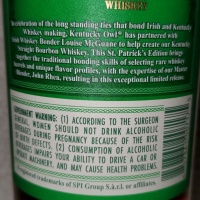 WHISKEY
celebration of the long standing ties that bond Irish and Kentucky
Whiskey making, Kentucky Owl® has partnered with
Irish Whiskey Bonder Louise McGuane to help create our Kentucky
Straight Bourbon Whiskey. This St. Patrick's Edition brings
together the traditional bonding skills of selecting rare whiskey
and unique flavor profiles, with the expertise of our Master
Blender, John Rhea, resulting in this exceptional limited release.
GOVERNMENT WARNING: (1) ACCORDING TO THE SURGEON
GENERAL, WOMEN SHOULD NOT DRINK ALCOHOLIC
BEVERAGES DURING PREGNANCY BECAUSE OF THE RISK
OF BIRTH DEFECTS. (2) CONSUMPTION OF ALCOHOLIC
BEVERAGES IMPAIRS YOUR ABILITY TO DRIVE A CAR OR
OPERATE MACHINERY, AND MAY CAUSE HEALTH PROBLEMS.
registered TM of SPI Group S.à.r.l or affiliates.